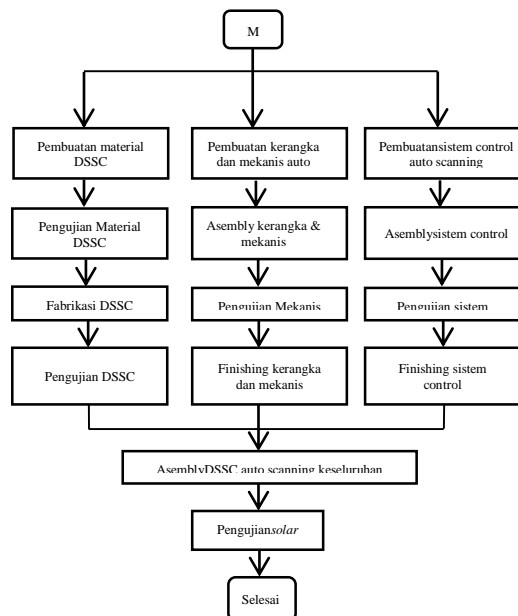 M
Pembuatan material
DSSC
Pembuatan kerangka
dan mekanis auto
Pembuatansistem control
auto scanning
Pengujian Material
DSSC
Asembly kerangka &
mekanis
Asemblysistem control
Fabrikasi DSSC
Pengujian Mekanis
Pengujian sistem
Pengujian DSSC
Finishing kerangka
dan mekanis
Finishing sistem
control
AsemblyDSSC auto scanning keseluruhan
Pengujiansolar
Selesai